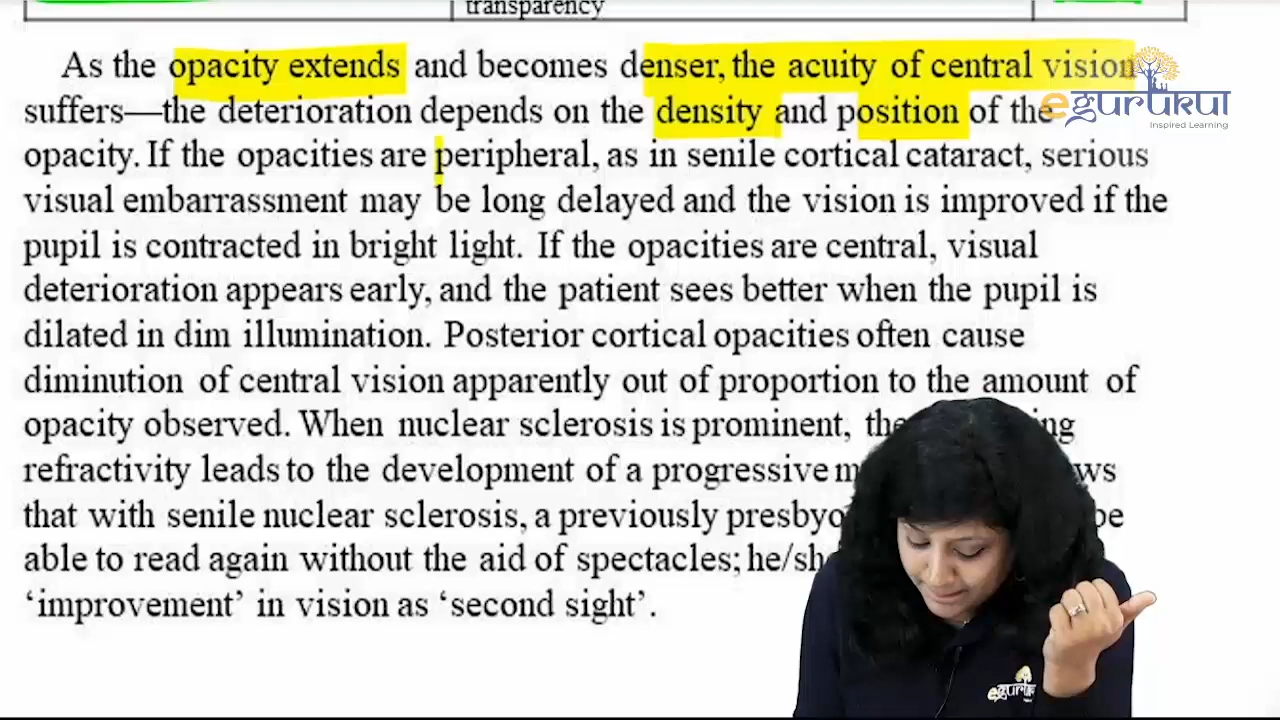 transparency
As the opacity extends and becomes denser, the acuity of central vision
suffers—the deterioration depends on the density and position of the
opacity. If the opacities are peripheral, as in senile cortical cataract, serious
visual embarrassment may be long delayed and the vision is improved if the
pupil is contracted in bright light. If the opacities are central, visual
deterioration appears early, and the patient sees better when the pupil is
dilated in dim illumination. Posterior cortical opacities often cause
diminution of central vision apparently out of proportion to the amount of
opacity observed. When nuclear sclerosis is prominent, the
refractivity leads to the development of a progressive
that with senile nuclear sclerosis, a previously be
able to read again without the aid of spectacles;
‘improvement’ in vision as ‘second sight’.
eगुरुकुल
Inspired Learning
eगुरुकुल